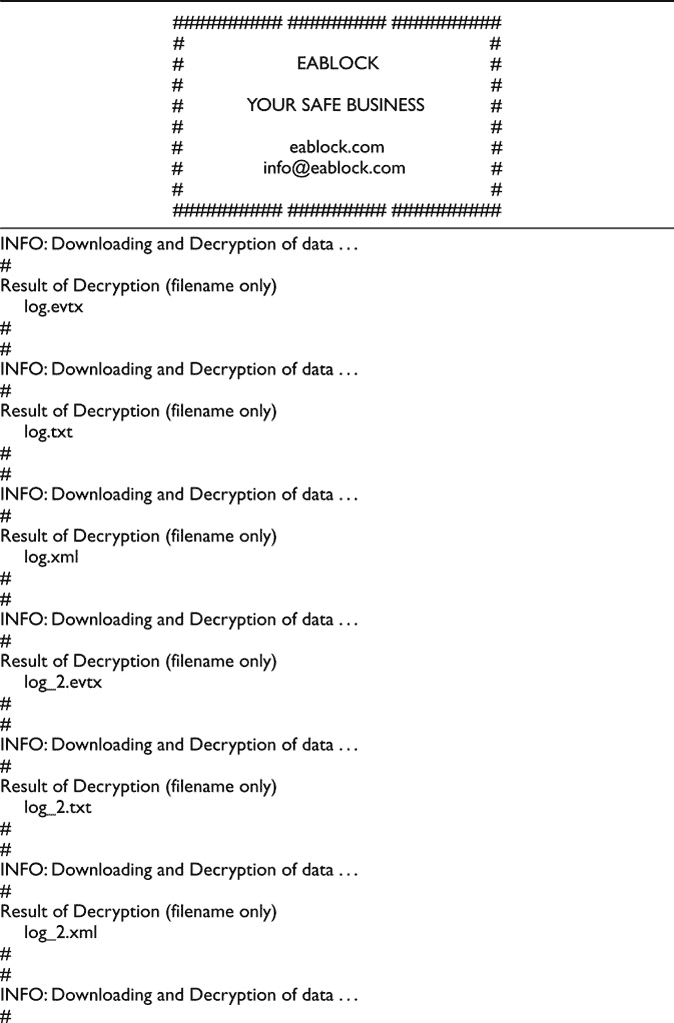 ############ ########### ############
# #
# EABLOCK #
# #
# YOUR SAFE BUSINESS #
# #
# eablock.com #
# info@eablock.com #
# #
############ ########### ############
INFO: Downloading and Decryption of data . . .
#
Result of Decryption (filename only)
log.evtx
#
#
INFO: Downloading and Decryption of data . . .
#
Result of Decryption (filename only)
log.txt
#
#
INFO: Downloading and Decryption of data . . .
#
Result of Decryption (filename only)
log.xml
#
#
INFO: Downloading and Decryption of data . . .
#
Result of Decryption (filename only)
log_2.evtx
#
#
INFO: Downloading and Decryption of data . . .
#
Result of Decryption (filename only)
log_2.txt
#
#
INFO: Downloading and Decryption of data . . .
#
Result of Decryption (filename only)
log_2.xml
#
#
INFO: Downloading and Decryption of data . . .
#